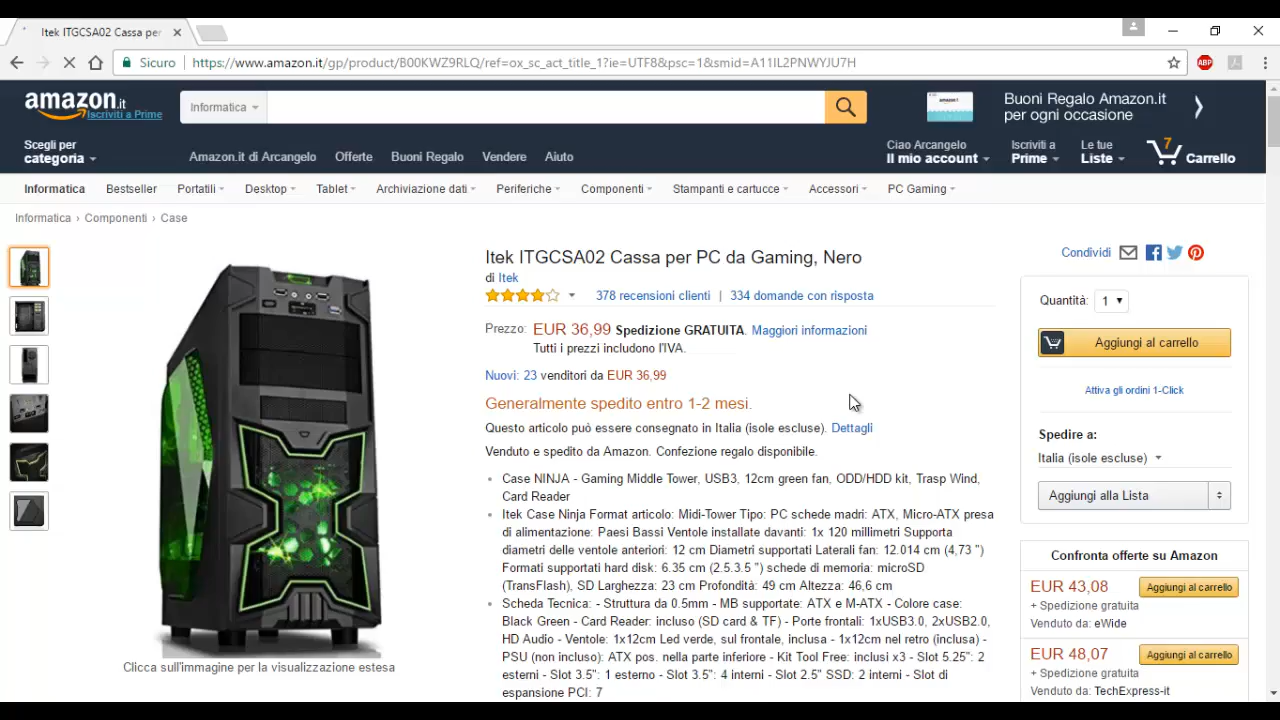 Itek ITGCSA02 Cassa per
Sicuro
https://www.amazon.it/gp/product/B00KWZ9RLQ/ref=ox_sc_act_title_1?ie=UTF8&psc=1&smid=A11IL2PNWYJU7H
ABP
amazon.it
Iscriviti a Prime
Informatica
Buoni Regalo Amazon.it
per ogni occasione
Scegli per
categoria
Amazon.it di Arcangelo
Offerte
Buoni Regalo
Vendere
Aiuto
Ciao Arcangelo
Il mio account
Iscriviti a
Prime
Le tue
Liste
7
Carrello
Informatica
Bestseller
Portatili
Desktop
Tablet
Archiviazione dati
Periferiche
Componenti
Stampanti e cartucce
Accessori
PC Gaming
Informatica › Componenti › Case
Itek ITGCSA02 Cassa per PC da Gaming, Nero
di Itek
378 recensioni clienti | 334 domande con risposta
Prezzo: EUR 36,99 Spedizione GRATUITA. Maggiori informazioni
Tutti i prezzi includono l'IVA.
Nuovi: 23 venditori da EUR 36,99
Generalmente spedito entro 1-2 mesi.
Questo articolo può essere consegnato in Italia (isole escluse). Dettagli
Venduto e spedito da Amazon. Confezione regalo disponibile.
Case NINJA - Gaming Middle Tower, USB3, 12cm green fan, ODD/HDD kit, Trasp Wind,
Card Reader
Itek Case Ninja Format articolo: Midi-Tower Tipo: PC schede madri: ATX, Micro-ATX presa
di alimentazione: Paesi Bassi Ventole installate davanti: 1x 120 millimetri Supporta
diametri delle ventole anteriori: 12 cm Diametri supportati Laterali fan: 12.014 cm (4,73 ")
Formati supportati hard disk: 6.35 cm (2.5.3.5 ") schede di memoria: microSD
(TransFlash), SD Larghezza: 23 cm Profondità: 49 cm Altezza: 46,6 cm
Scheda Tecnica: - Struttura da 0.5mm - MB supportate: ATX e M-ATX - Colore case:
Black Green - Card Reader: incluso (SD card & TF) - Porte frontali: 1xUSB3.0, 2xUSB2.0,
HD Audio - Ventole: 1x12cm Led verde, sul frontale, inclusa - 1x12cm nel retro (inclusa) -
PSU (non incluso): ATX pos. nella parte inferiore - Kit Tool Free: inclusi x3 - Slot 5.25": 2
esterni - Slot 3.5": 1 esterno - Slot 3.5": 4 interni - Slot 2.5" SSD: 2 interni - Slot di
espansione PCI: 7
Clicca sull'immagine per la visualizzazione estesa
Condividi
Quantità: 1
Aggiungi al carrello
Attiva gli ordini 1-Click
Spedire a:
Italia (isole escluse)
Aggiungi alla Lista
Confronta offerte su Amazon
EUR 43,08 Aggiungi al carrello
+ Spedizione gratuita
Venduto da: eWide
EUR 48,07 Aggiungi al carrello
+ Spedizione gratuita
Venduto da: TechExpress-it